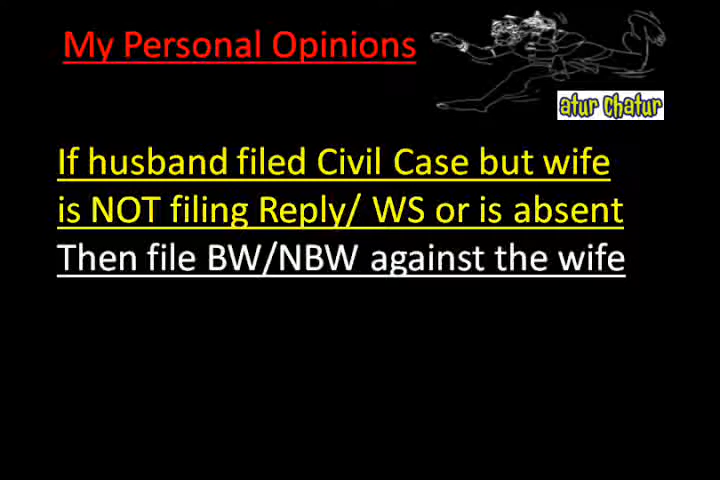 My Personal Opinions
atur chatur
If husband filed Civil Case but wife
is NOT filing Reply/ WS or is absent
Then file BW/NBW against the wife